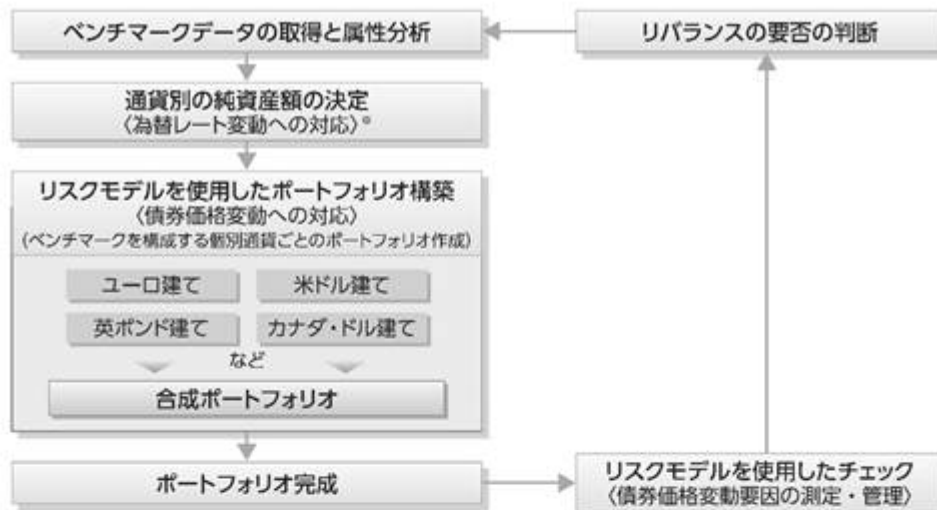 ベンチマークデータの取得と属性分析
リバランスの要否の判断
通貨別の純資産額の決定
〈為替レート変動への対応〉*
リスクモデルを使用したポートフォリオ構築
〈債券価格変動への対応〉
(ベンチマークを構成する個別通貨ごとのポートフォリオ作成)
ユーロ建て
米ドル建て
英ポンド建て
カナダ・ドル建て
など
合成ポートフォリオ
ポートフォリオ完成
リスクモデルを使用したチェック
〈債券価格変動要因の測定・管理〉